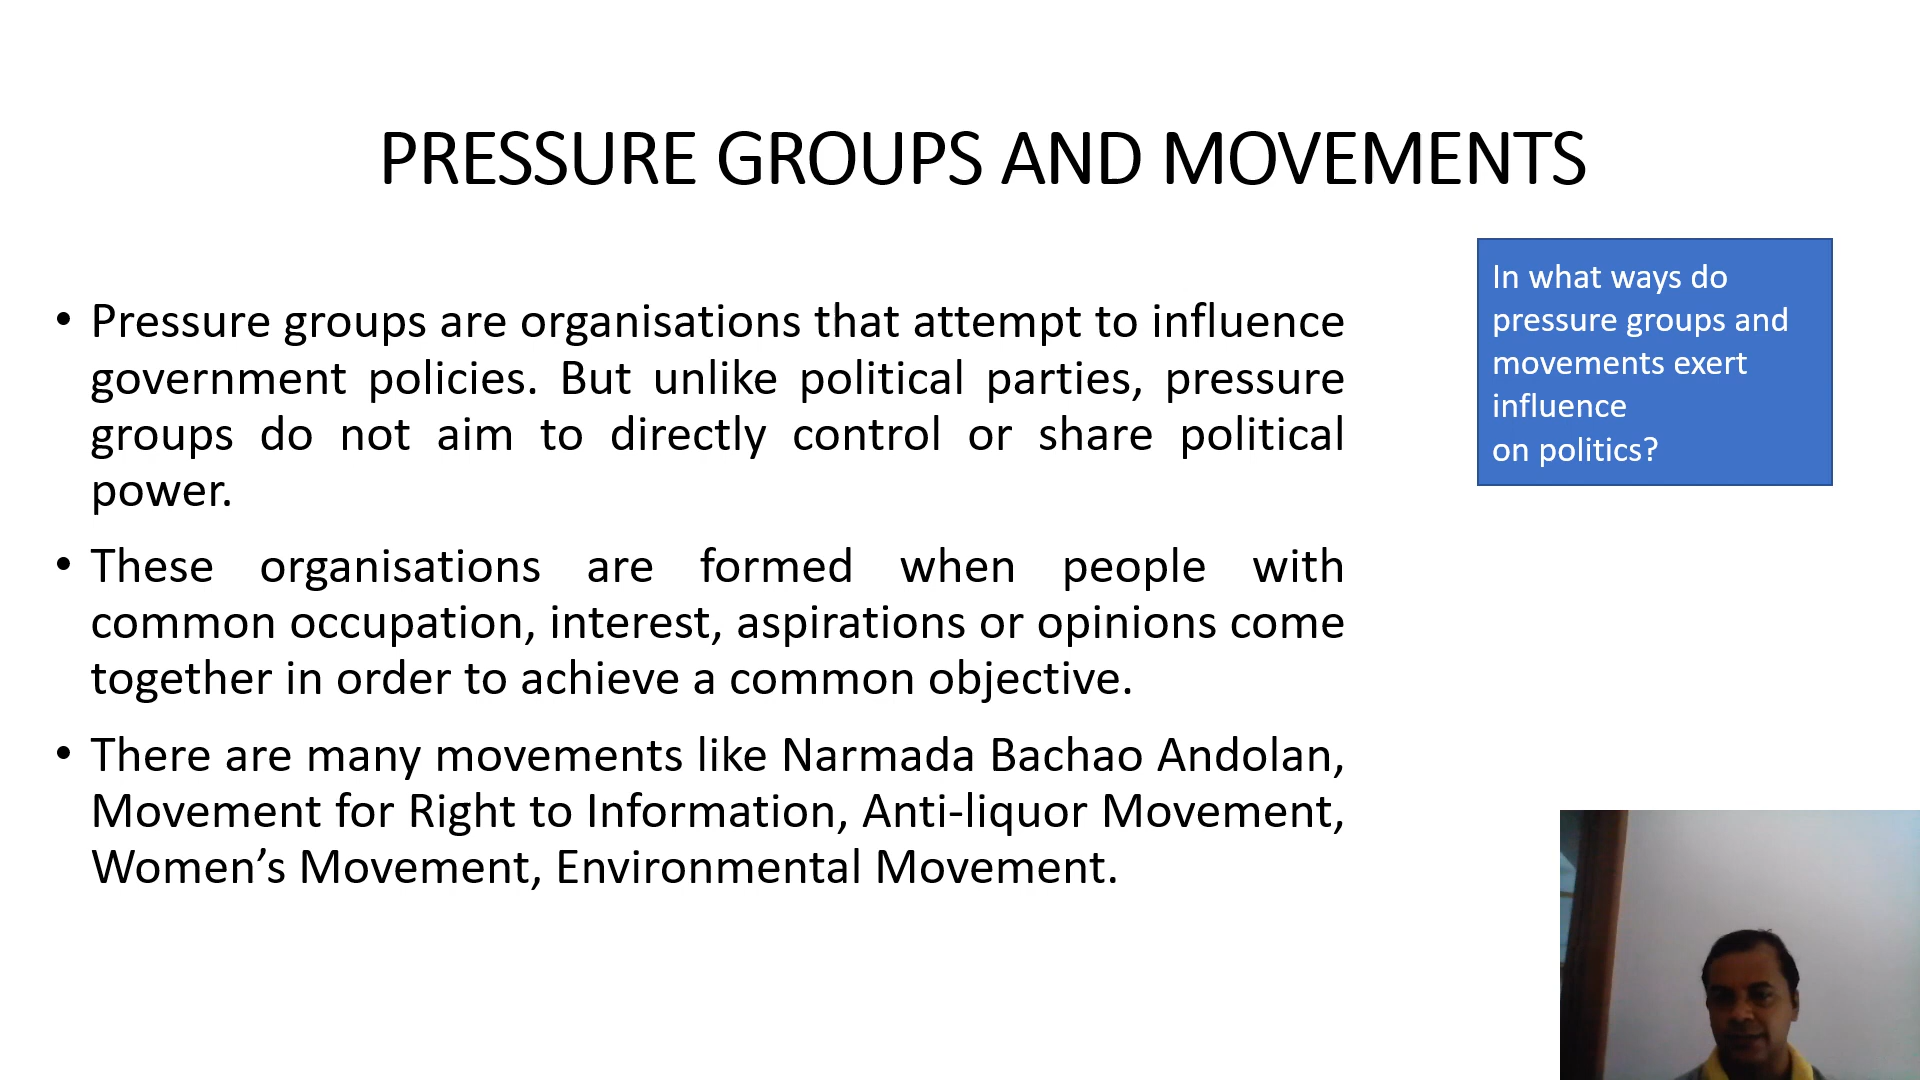 PRESSURE GROUPS AND MOVEMENTS
• Pressure groups are organisations that attempt to influence
government policies. But unlike political parties, pressure
groups do not aim to directly control or share political
power.
• These organisations are formed when people with
common occupation, interest, aspirations or opinions come
together in order to achieve a common objective.
• There are many movements like Narmada Bachao Andolan,
Movement for Right to Information, Anti-liquor Movement,
Women’s Movement, Environmental Movement.
In what ways do
pressure groups and
movements exert
influence
on politics?